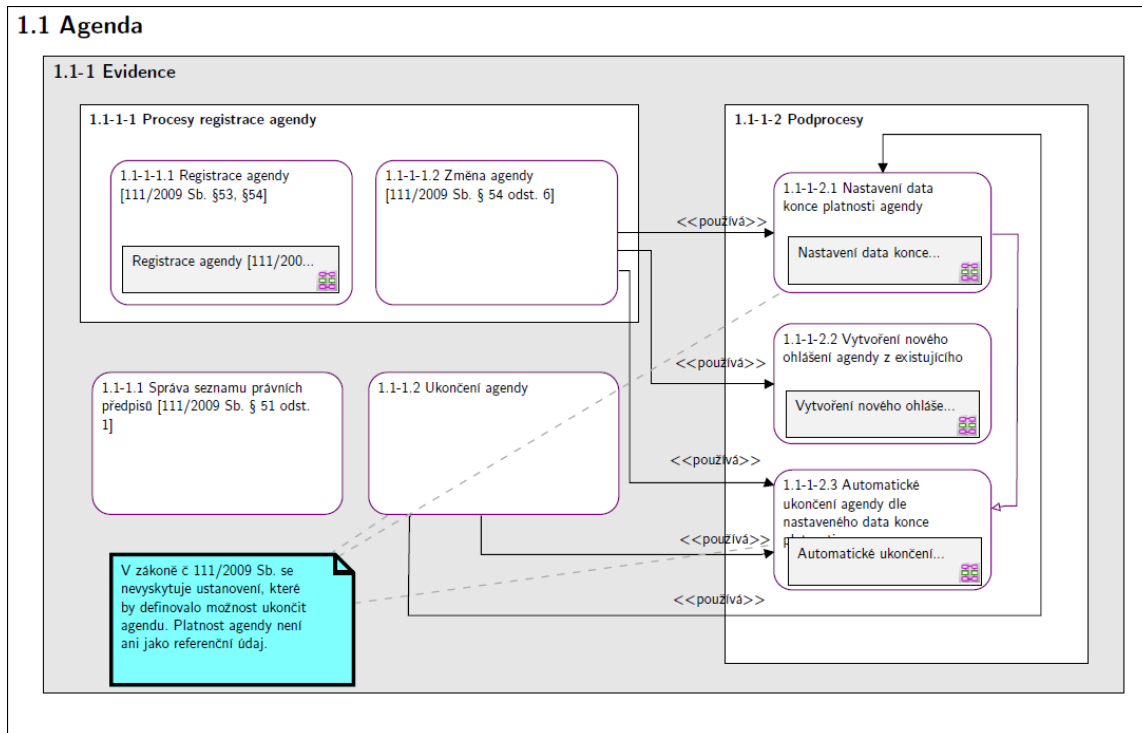 1.1 Agenda
1.1-1 Evidence
1.1-1-1 Procesy registrace agendy
1.1-1-1.1 Registrace agendy
[111/2009 Sb. §53, §54]
Registrace agendy [111/200...
1.1-1-1.2 Změna agendy
[111/2009 Sb. § 54 odst. 6]
1.1-1.1 Správa seznamu právních
předpisů [111/2009 Sb. § 51 odst.
1]
1.1-1.2 Ukončení agendy
V zákoně č 111/2009 Sb. se
nevyskytuje ustanovení, které
by definovalo možnost ukončit
agendu. Platnost agendy není
ani jako referenční údaj.
<<používá>>
<<používá>>
<<používá>>
<<používá>>
<<používá>>
1.1-1-2 Podprocesy
1.1-1-2.1 Nastavení data
konce platnosti agendy
Nastavení data konce...
1.1-1-2.2 Vytvoření nového
ohlášení agendy z existujícího
Vytvoření nového ohláše...
1.1-1-2.3 Automatické
ukončení agendy dle
nastaveného data konce
Automatické ukončení...